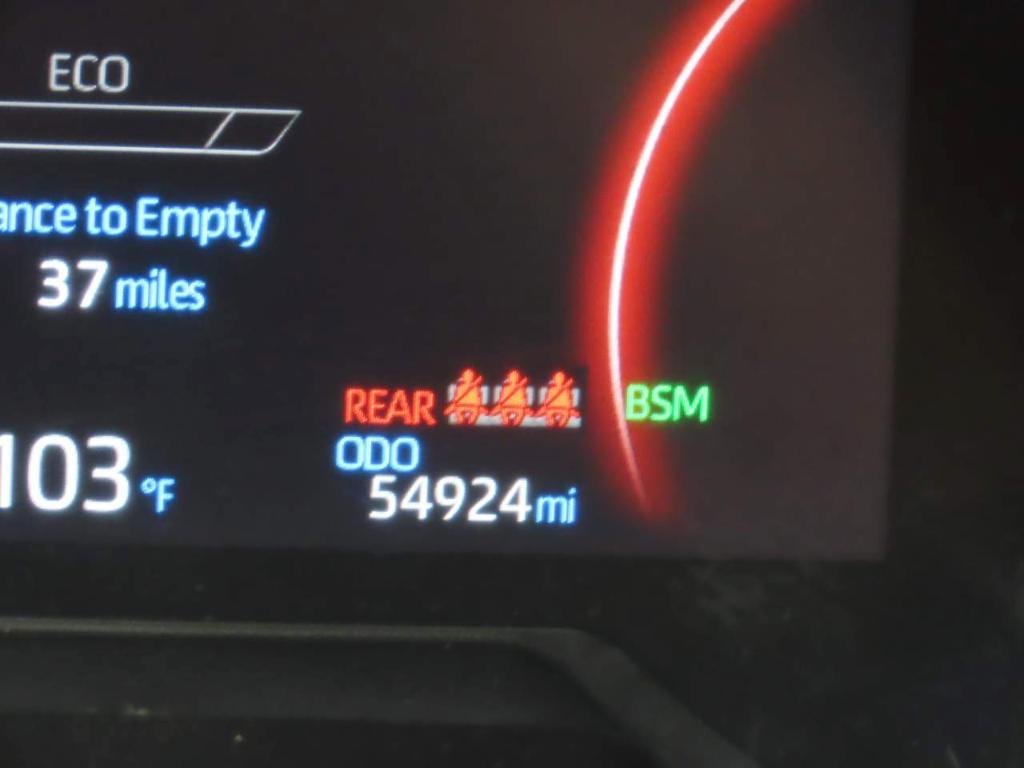 ECO
ance to Empty
37 miles
REAR
BSM
ODO
103 °F
54924 mi